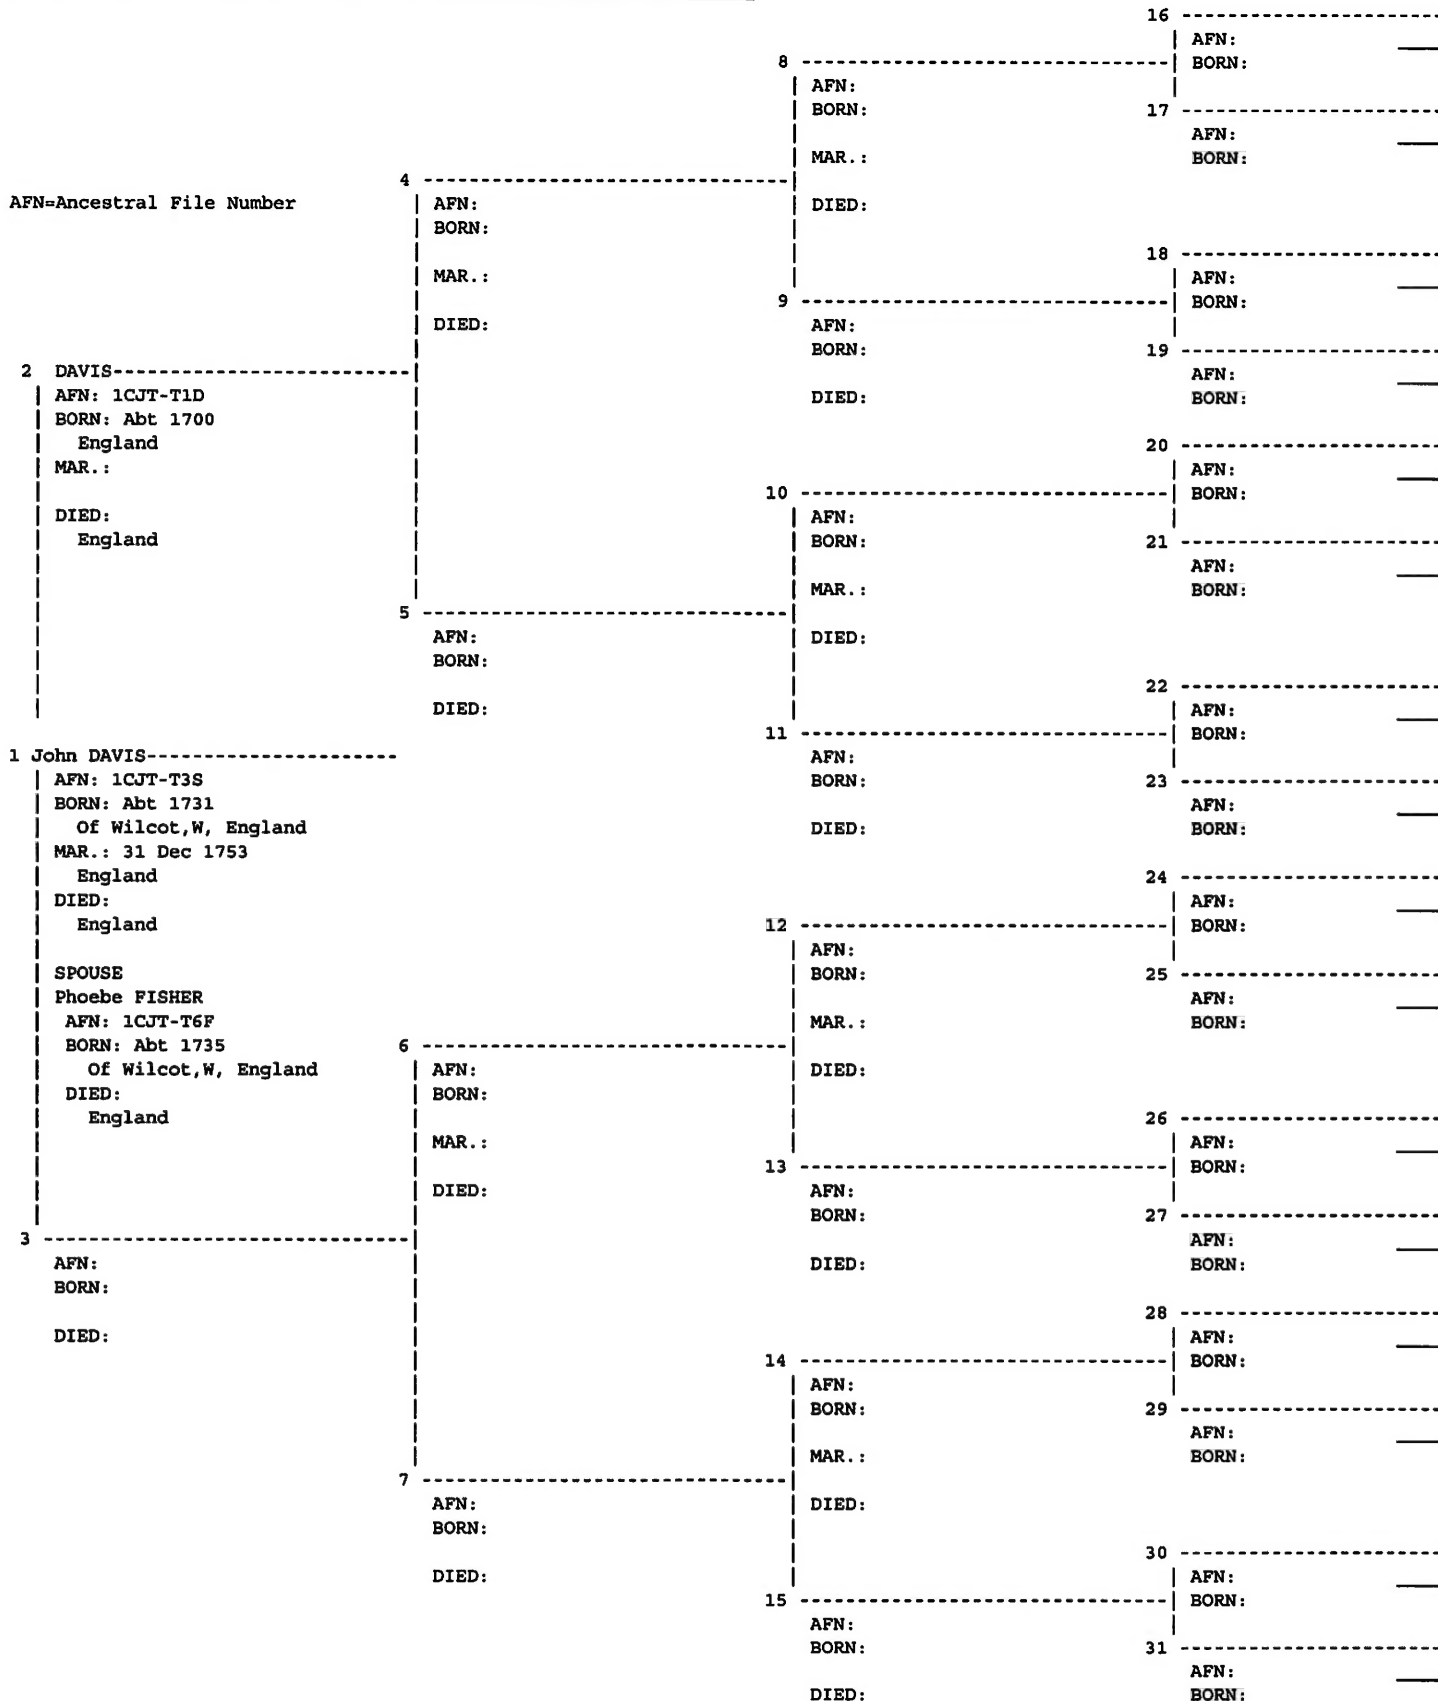 AFN=Ancestral File Number
2 DAVIS
AFN: 1CJT-T1D
BORN: Abt 1700
England
MAR.:
DIED:
England
1 John DAVIS
AFN: 1CJT-T3S
BORN: Abt 1731
Of Wilcot,W, England
MAR.: 31 Dec 1753
England
DIED:
England
SPOUSE
Phoebe FISHER
AFN: 1CJT-T6F
BORN: Abt 1735
Of Wilcot,W, England
DIED:
England
3
AFN:
BORN:
DIED:
4
AFN:
BORN:
MAR.:
DIED:
5
AFN:
BORN:
DIED:
6
AFN:
BORN:
MAR.:
DIED:
7
AFN:
BORN:
DIED:
8
AFN:
BORN:
MAR.:
DIED:
9
AFN:
BORN:
DIED:
10
AFN:
BORN:
MAR.:
DIED:
11
AFN:
BORN:
DIED:
12
AFN:
BORN:
MAR.:
DIED:
13
AFN:
BORN:
DIED:
14
AFN:
BORN:
MAR.:
DIED:
15
AFN:
BORN:
DIED:
16
AFN:
BORN:
17
AFN:
BORN:
18
AFN:
BORN:
19
AFN:
BORN:
20
AFN:
BORN:
21
AFN:
BORN:
22
AFN:
BORN:
23
AFN:
BORN:
24
AFN:
BORN:
25
AFN:
BORN:
26
AFN:
BORN:
27
AFN:
BORN:
28
AFN:
BORN:
29
AFN:
BORN:
30
AFN:
BORN:
31
AFN:
BORN: